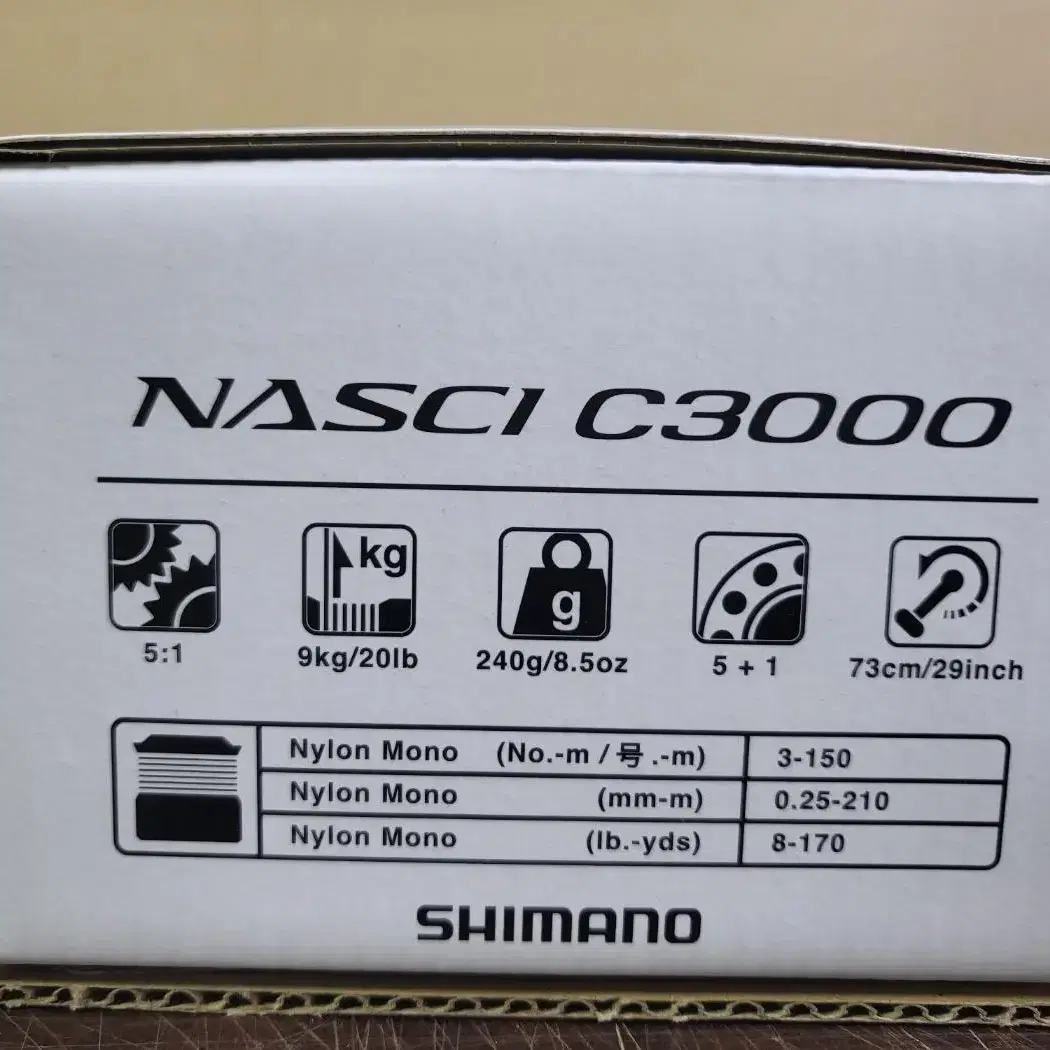 NASCI C3000
kg
g
5:1
9kg/20lb
240g/8.5oz
5 + 1
73cm/29inch
Nylon Mono (No.-m / 号.-m) 3-150
Nylon Mono (mm-m) 0.25-210
Nylon Mono (lb.-yds) 8-170
SHIMANO